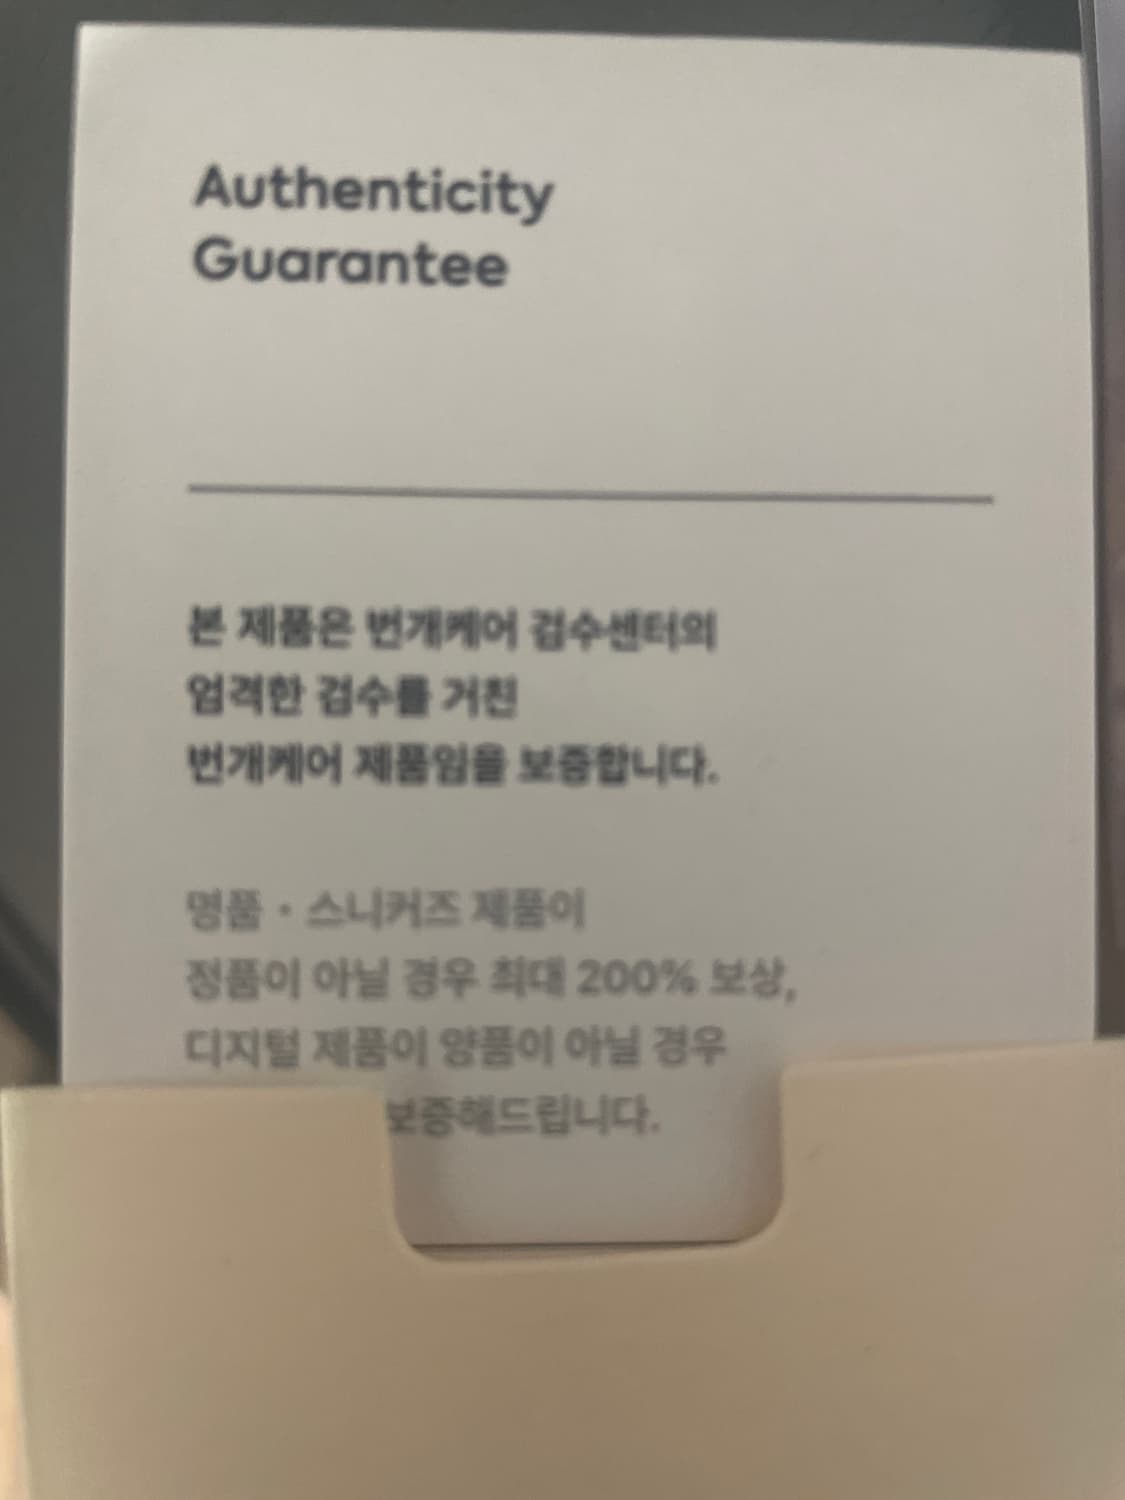 Authenticity
Guarantee
본 제품은 번개케어 검수센터의
엄격한 검수를 거친
번개케어 제품임을 보증합니다.
명품・스니커즈 제품이
정품이 아닐 경우 최대 200% 보상,
디지털 제품이 양품이 아닐 경우
보증해드립니다.